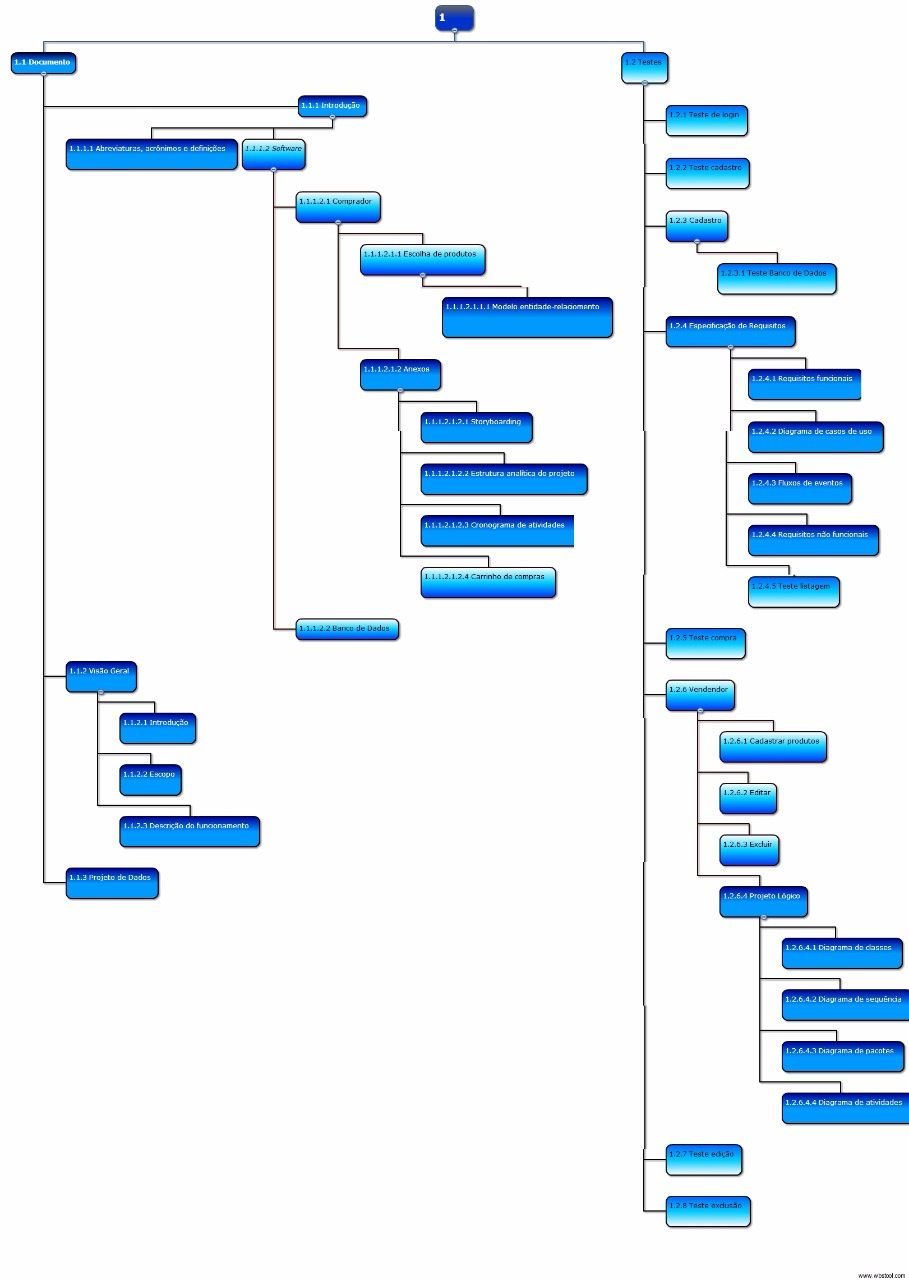 1
1.1 Documento
1.1.1 Introdução
1.1.1.1 Abreviaturas, acrônimos e definições
1.1.1.2 Software
1.1.1.2.1 Comprador
1.1.1.2.1.1 Escolha de produtos
1.1.1.2.1.1.1 Modelo entidade-relaciomento
1.1.1.2.1.2 Anexos
1.1.1.2.1.2.1 Storyboarding
1.1.1.2.1.2.2 Estrutura analítica do projeto
1.1.1.2.1.2.3 Cronograma de atividades
1.1.1.2.1.2.4 Carrinho de compras
1.1.1.2.2 Banco de Dados
1.1.2 Visão Geral
1.1.2.1 Introdução
1.1.2.2 Escopo
1.1.2.3 Descrição do funcionamento
1.1.3 Projeto de Dados
1.2 Testes
1.2.1 Teste de login
1.2.2 Teste cadastro
1.2.3 Cadastro
1.2.3.1 Teste Banco de Dados
1.2.4 Especificação de Requisitos
1.2.4.1 Requisitos funcionais
1.2.4.2 Diagrama de casos de uso
1.2.4.3 Fluxos de eventos
1.2.4.4 Requisitos não funcionais
1.2.4.5 Teste listagem
1.2.5 Teste compra
1.2.6 Vendendor
1.2.6.1 Cadastrar produtos
1.2.6.2 Editar
1.2.6.3 Excluir
1.2.6.4 Projeto Lógico
1.2.6.4.1 Diagrama de classes
1.2.6.4.2 Diagrama de sequência
1.2.6.4.3 Diagrama de pacotes
1.2.6.4.4 Diagrama de atividades
1.2.7 Teste edição
1.2.8 Teste exclusão
www.wbstool.com